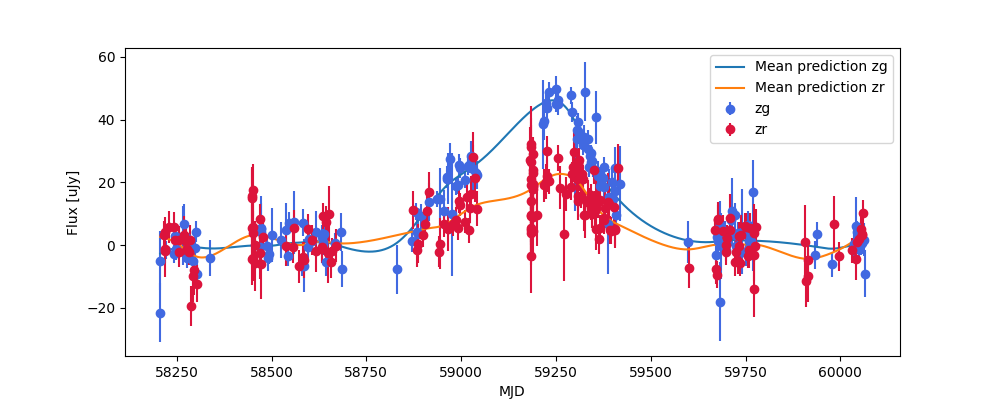 Flux [uJy]
60
40
20
0
−20
58250
58500
58750
59000
59250
59500
59750
60000
MJD
Mean prediction zg
Mean prediction zr
zg
zr